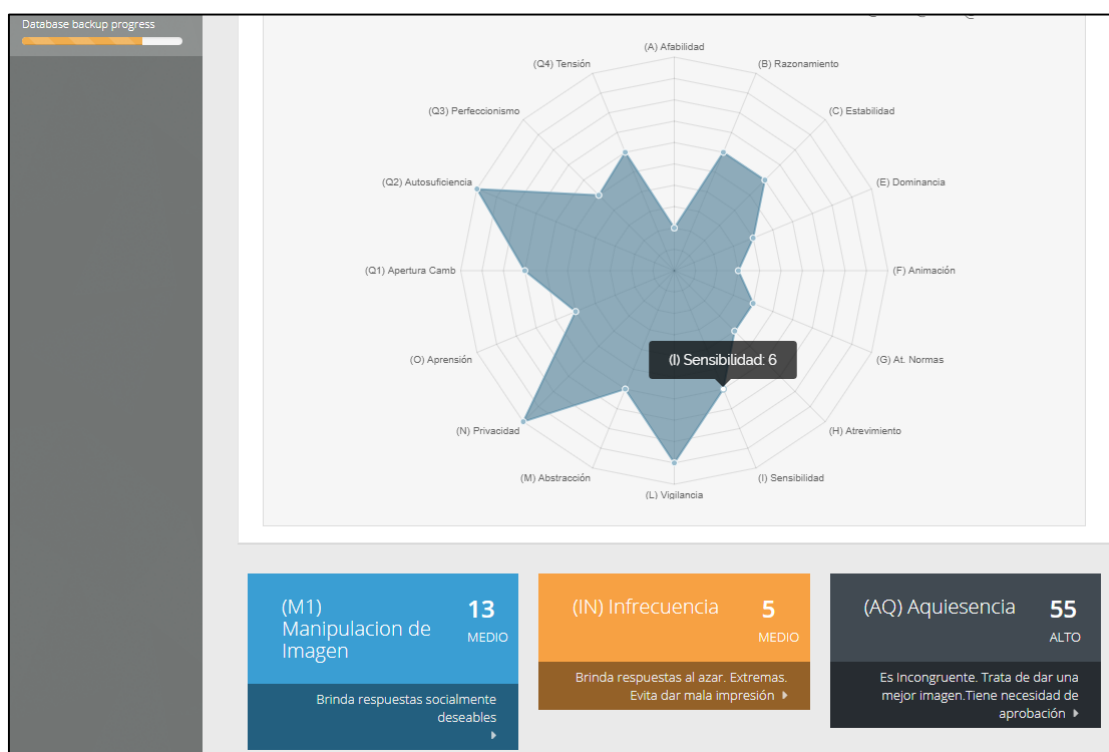 Database backup progress
(A) Afabilidad
(Q4) Tensión
(B) Razonamiento
(Q3) Perfeccionismo
(C) Estabilidad
(Q2) Autosuficiencia
(E) Dominancia
(Q1) Apertura Camb
(F) Animación
(O) Aprensión
(G) At. Normas
(I) Sensibilidad: 6
(N) Privacidad
(H) Atrevimiento
(M) Abstracción
(I) Sensibilidad
(L) Vigilancia
(M1)
Manipulacion de
Imagen
13
MEDIO
Brinda respuestas socialmente
deseables
(IN) Infrecuencia
5
MEDIO
Brinda respuestas al azar. Extremas.
Evita dar mala impresión
(AQ) Aquiesencia
55
ALTO
Es Incongruente. Trata de dar una
mejor imagen.Tiene necesidad de
aprobación